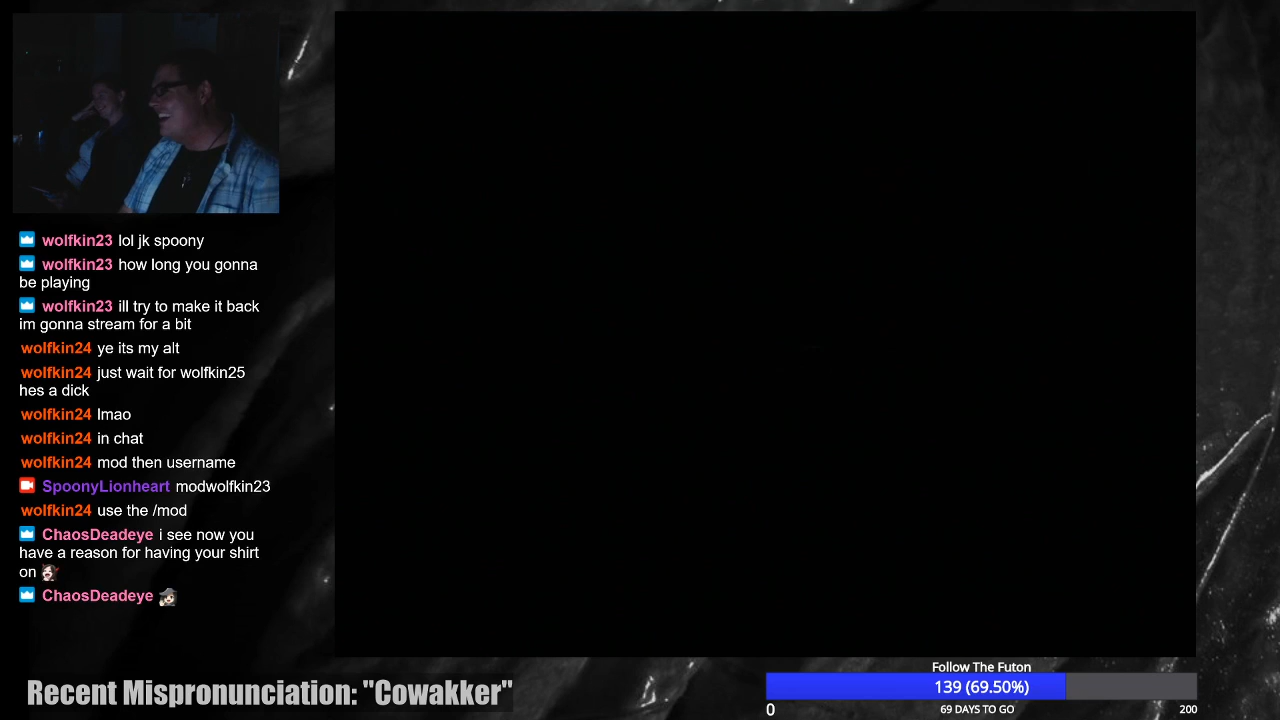 wolfkin23 lol jk spoony
wolfkin23 how long you gonna
be playing
wolfkin23 ill try to make it back
im gonna stream for a bit
wolfkin24 ye its my alt
wolfkin24 just wait for wolfkin25
hes a dick
wolfkin24 lmao
wolfkin24 in chat
wolfkin24 mod then username
SpoonyLionheart modwolfkin23
wolfkin24 use the /mod
ChaosDeadeye i see now you
have a reason for having your shirt
on
ChaosDeadeye
Recent Mispronunciation: "Cowakker"
Follow The Futon
139 (69.50%)
0 69 DAYS TO GO 200